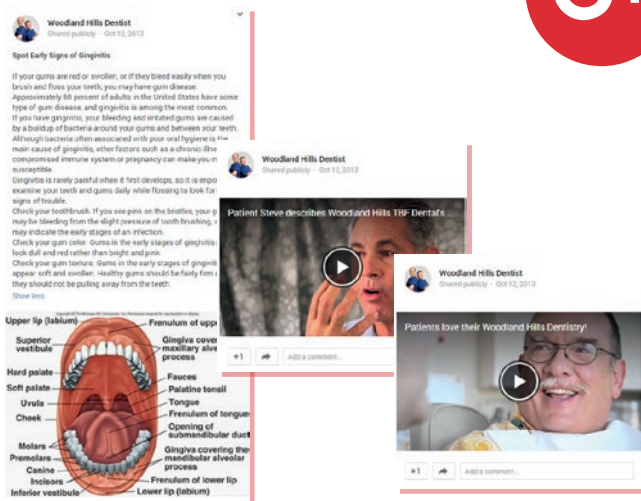 Woodland Hills Dentist
Shared publicly - Oct 12, 2013
Spot Early Signs of Gingivitis
If your gums are red or swollen, or if they bleed easily when you
brush and floss your teeth, you may have gum disease.
Approximately 50 percent of adults in the United States have some
type of gum disease, and gingivitis is among the most common.
If you have gingivitis, your bleeding and irritated gums are caused
by a buildup of bacteria around your gums and between your teeth.
Although bacteria often associated with poor oral hygiene is the
main cause of gingivitis, other factors such as a chronic illne
compromised immune system or pregnancy can make you m
susceptible.
Gingivitis is rarely painful when it first develops, so it is impo
examine your teeth and gums daily while flossing to look for
signs of trouble.
Check your toothbrush. If you see pink on the bristles, your g
may be bleeding from the slight pressure of tooth brushing,
may indicate the early stages of an infection.
Check your gum color. Gums in the early stages of gingivitis
look dull and red rather than bright and pink.
Check your gum texture. Gums in the early stages of gingivit
appear soft and swollen. Healthy gums should be fairly firm
they should not be pulling away from the teeth.
Show less
Upper lip (labium)
Superior
vestibule
Hard palate
Soft palate
Uvula
Cheek
Molars
Premolars
Canine
Incisors
Inferior vestibule
Frenulum of upp
Gingiva cover
maxillary alve
process
Fauces
Palatine tonsil
Tongue
Frenulum of tongue
Opening of
submandibular duct
Gingiva covering the
mandibular alveolar
process
Frenulum of lower lip
Lower lip (labium)
Woodland Hills Dentist
Shared publicly - Oct 12, 2013
Patient Steve describes Woodland Hills TBF Dental's
+1
Add a comment...
Woodland Hills Dentist
Shared publicly - Oct 12, 2013
Patients love their Woodland Hills Dentistry!
+1
Add a comment...